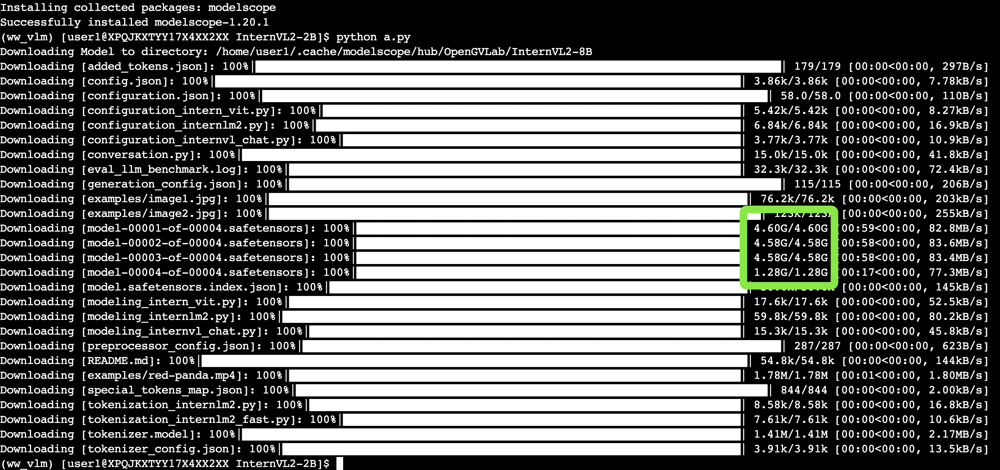 Installing collected packages: modelscope
Successfully installed modelscope-1.20.1
(ww_vlm) [user1@XPQJKXTYY17X4XX2XX InternVL2-2B]$ python a.py
Downloading Model to directory: /home/user1/.cache/modelscope/hub/OpenGVLab/InternVL2-8B
Downloading [added_tokens.json]: 100%| | 179/179 [00:00<00:00, 297B/s]
Downloading [config.json]: 100%| | 3.86k/3.86k [00:00<00:00, 7.78kB/s]
Downloading [configuration.json]: 100%| | 58.0/58.0 [00:00<00:00, 110B/s]
Downloading [configuration_intern_vit.py]: 100%| | 5.42k/5.42k [00:00<00:00, 8.27kB/s]
Downloading [configuration_internlm2.py]: 100%| | 6.84k/6.84k [00:00<00:00, 16.9kB/s]
Downloading [configuration_internvl_chat.py]: 100%| | 3.77k/3.77k [00:00<00:00, 10.9kB/s]
Downloading [conversation.py]: 100%| | 15.0k/15.0k [00:00<00:00, 41.8kB/s]
Downloading [eval_llm_benchmark.log]: 100%| | 32.3k/32.3k [00:00<00:00, 72.4kB/s]
Downloading [generation_config.json]: 100%| | 115/115 [00:00<00:00, 206B/s]
Downloading [examples/image1.jpg]: 100%| | 76.2k/76.2k [00:00<00:00, 203kB/s]
Downloading [examples/image2.jpg]: 100%| | [00:00<00:00, 255kB/s]
Downloading [model-00001-of-00004.safetensors]: 100%| 4.60G/4.60G [00:59<00:00, 82.8MB/s]
Downloading [model-00002-of-00004.safetensors]: 100%| 4.58G/4.58G [00:58<00:00, 83.6MB/s]
Downloading [model-00003-of-00004.safetensors]: 100%| 4.58G/4.58G [00:58<00:00, 83.4MB/s]
Downloading [model-00004-of-00004.safetensors]: 100%| 1.28G/1.28G [00:17<00:00, 77.3MB/s]
Downloading [model.safetensors.index.json]: 100%| | [00:00<00:00, 145kB/s]
Downloading [modeling_intern_vit.py]: 100%| | 17.6k/17.6k [00:00<00:00, 52.5kB/s]
Downloading [modeling_internlm2.py]: 100%| | 59.8k/59.8k [00:00<00:00, 80.2kB/s]
Downloading [modeling_internvl_chat.py]: 100%| | 15.3k/15.3k [00:00<00:00, 45.8kB/s]
Downloading [preprocessor_config.json]: 100%| | 287/287 [00:00<00:00, 623B/s]
Downloading [README.md]: 100%| | 54.8k/54.8k [00:00<00:00, 144kB/s]
Downloading [examples/red-panda.mp4]: 100%| | 1.78M/1.78M [00:01<00:00, 1.80MB/s]
Downloading [special_tokens_map.json]: 100%| | 844/844 [00:00<00:00, 2.00kB/s]
Downloading [tokenization_internlm2.py]: 100%| | 8.58k/8.58k [00:00<00:00, 16.8kB/s]
Downloading [tokenization_internlm2_fast.py]: 100%| | 7.61k/7.61k [00:00<00:00, 10.6kB/s]
Downloading [tokenizer.model]: 100%| | 1.41M/1.41M [00:00<00:00, 2.17MB/s]
Downloading [tokenizer_config.json]: 100%| | 3.91k/3.91k [00:00<00:00, 13.5kB/s]
(ww_vlm) [user1@XPQJKXTYY17X4XX2XX InternVL2-2B]$